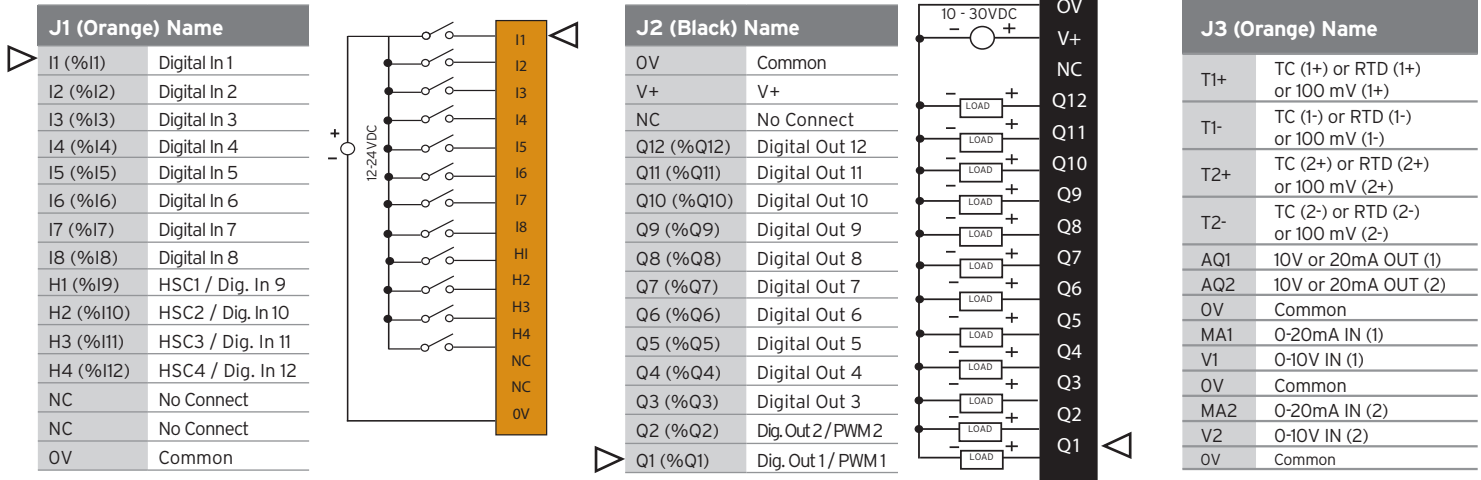 J1 (Orange) Name
I1 (%I1) Digital In 1
I2 (%I2) Digital In 2
I3 (%I3) Digital In 3
I4 (%I4) Digital In 4
I5 (%I5) Digital In 5
I6 (%I6) Digital In 6
I7 (%I7) Digital In 7
I8 (%I8) Digital In 8
H1 (%I9) HSC1 / Dig. In 9
H2 (%I10) HSC2 / Dig. In 10
H3 (%I11) HSC3 / Dig. In 11
H4 (%I12) HSC4 / Dig. In 12
NC No Connect
NC No Connect
0V Common
+
–
12-24VDC
I1
I2
I3
I4
I5
I6
I7
I8
HI
H2
H3
H4
NC
NC
0V
J2 (Black) Name
0V Common
V+ V+
NC No Connect
Q12 (%Q12) Digital Out 12
Q11 (%Q11) Digital Out 11
Q10 (%Q10) Digital Out 10
Q9 (%Q9) Digital Out 9
Q8 (%Q8) Digital Out 8
Q7 (%Q7) Digital Out 7
Q6 (%Q6) Digital Out 6
Q5 (%Q5) Digital Out 5
Q4 (%Q4) Digital Out 4
Q3 (%Q3) Digital Out 3
Q2 (%Q2) Dig. Out 2 / PWM 2
Q1 (%Q1) Dig. Out 1 / PWM 1
10 - 30VDC
– +
0V
V+
NC
– LOAD + Q12
– LOAD + Q11
– LOAD + Q10
– LOAD + Q9
– LOAD + Q8
– LOAD + Q7
– LOAD + Q6
– LOAD + Q5
– LOAD + Q4
– LOAD + Q3
– LOAD + Q2
– LOAD + Q1
J3 (Orange) Name
T1+ TC (1+) or RTD (1+)
or 100 mV (1+)
T1- TC (1-) or RTD (1-)
or 100 mV (1-)
T2+ TC (2+) or RTD (2+)
or 100 mV (2+)
T2- TC (2-) or RTD (2-)
or 100 mV (2-)
AQ1 10V or 20mA OUT (1)
AQ2 10V or 20mA OUT (2)
0V Common
MA1 0-20mA IN (1)
V1 0-10V IN (1)
0V Common
MA2 0-20mA IN (2)
V2 0-10V IN (2)
0V Common